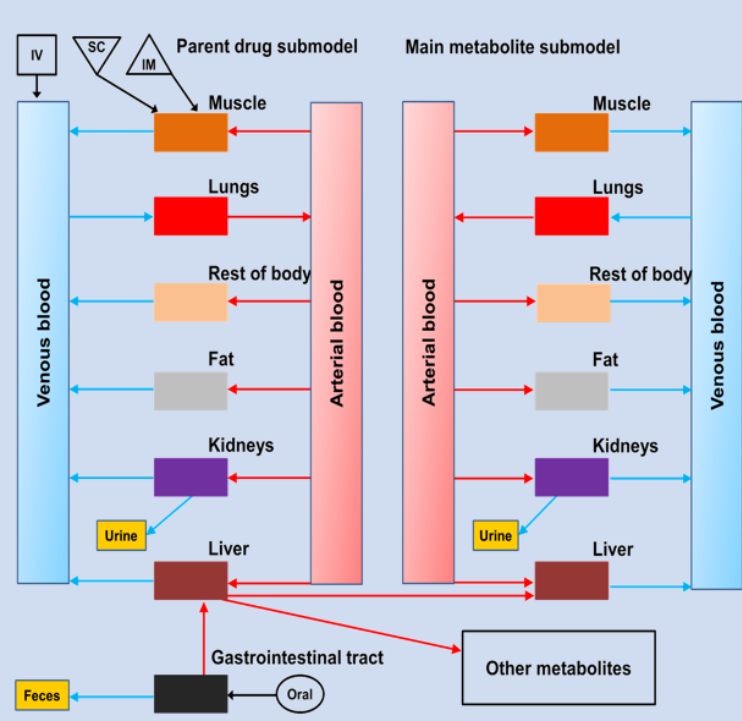 IV
SC
IM
Parent drug submodel
Main metabolite submodel
Muscle
Muscle
Lungs
Lungs
Rest of body
Rest of body
Venous blood
Arterial blood
Arterial blood
Venous blood
Fat
Fat
Kidneys
Kidneys
Urine
Urine
Liver
Liver
Gastrointestinal tract
Other metabolites
Feces
Oral